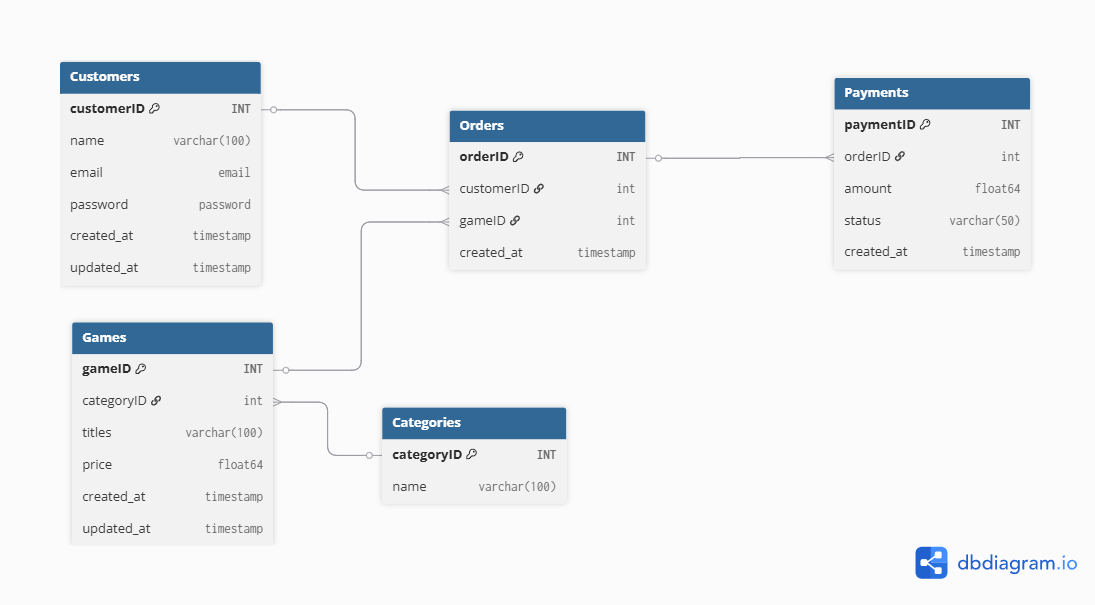 Customers
customerID INT
name varchar(100)
email email
password password
created_at timestamp
updated_at timestamp
Orders
orderID INT
customerID int
gameID int
created_at timestamp
Payments
paymentID INT
orderID int
amount float64
status varchar(50)
created_at timestamp
Games
gameID INT
categoryID int
titles varchar(100)
price float64
created_at timestamp
updated_at timestamp
Categories
categoryID INT
name varchar(100)
dbdiagram.io